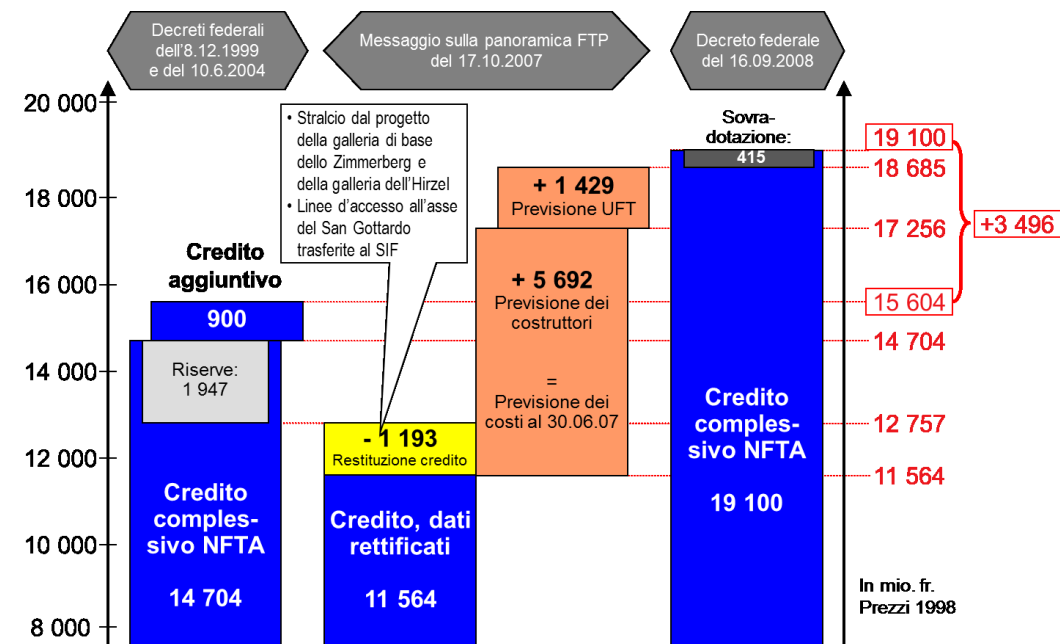 Decreti federali
dell'8.12.1999
e del 10.6.2004
Messaggio sulla panoramica FTP
del 17.10.2007
Decreto federale
del 16.09.2008
20 000
18 000
16 000
14 000
12 000
10 000
8 000
Credito
aggiuntivo
900
Riserve:
1 947
Credito
comples-
sivo NFTA
14 704
• Stralcio dal progetto
della galleria di base
dello Zimmerberg e
della galleria dell'Hirzel
• Linee d'accesso all'asse
del San Gottardo
trasferite al SIF
- 1 193
Restituzione credito
Credito, dati
rettificati
11 564
+ 1 429
Previsione UFT
+ 5 692
Previsione dei
costruttori
=
Previsione dei
costi al 30.06.07
Sovra-
dotazione:
415
Credito
comples-
sivo NFTA
19 100
19 100
18 685
17 256
15 604
14 704
12 757
11 564
+3 496
In mio. fr.
Prezzi 1998